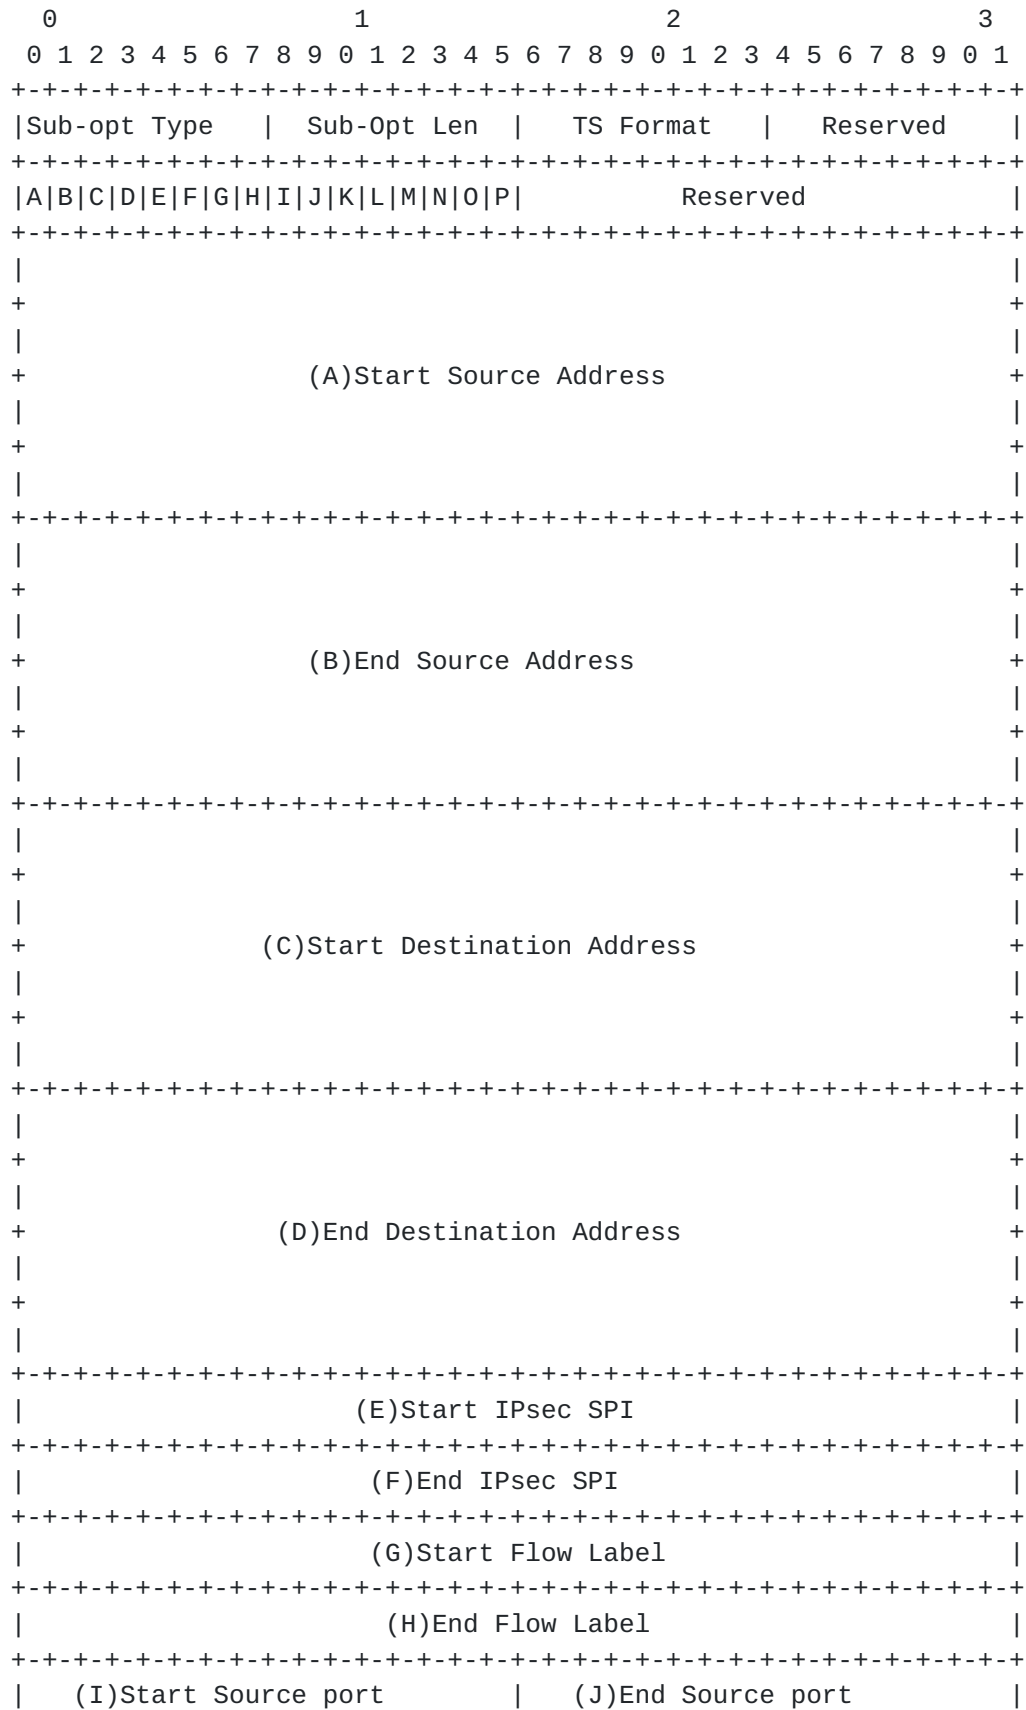 0                   1                   2                   3
 0 1 2 3 4 5 6 7 8 9 0 1 2 3 4 5 6 7 8 9 0 1 2 3 4 5 6 7 8 9 0 1
+-+-+-+-+-+-+-+-+-+-+-+-+-+-+-+-+-+-+-+-+-+-+-+-+-+-+-+-+-+-+-+-+
|Sub-opt Type   |  Sub-Opt Len  |   TS Format   |   Reserved    |
+-+-+-+-+-+-+-+-+-+-+-+-+-+-+-+-+-+-+-+-+-+-+-+-+-+-+-+-+-+-+-+-+
|A|B|C|D|E|F|G|H|I|J|K|L|M|N|O|P|          Reserved             |
+-+-+-+-+-+-+-+-+-+-+-+-+-+-+-+-+-+-+-+-+-+-+-+-+-+-+-+-+-+-+-+-+
|                                                               |
+                                                               +
|                                                               |
+                  (A)Start Source Address                      +
|                                                               |
+                                                               +
|                                                               |
+-+-+-+-+-+-+-+-+-+-+-+-+-+-+-+-+-+-+-+-+-+-+-+-+-+-+-+-+-+-+-+-+
|                                                               |
+                                                               +
|                                                               |
+                  (B)End Source Address                        +
|                                                               |
+                                                               +
|                                                               |
+-+-+-+-+-+-+-+-+-+-+-+-+-+-+-+-+-+-+-+-+-+-+-+-+-+-+-+-+-+-+-+-+
|                                                               |
+                                                               +
|                                                               |
+               (C)Start Destination Address                    +
|                                                               |
+                                                               +
|                                                               |
+-+-+-+-+-+-+-+-+-+-+-+-+-+-+-+-+-+-+-+-+-+-+-+-+-+-+-+-+-+-+-+-+
|                                                               |
+                                                               +
|                                                               |
+                (D)End Destination Address                     +
|                                                               |
+                                                               +
|                                                               |
+-+-+-+-+-+-+-+-+-+-+-+-+-+-+-+-+-+-+-+-+-+-+-+-+-+-+-+-+-+-+-+-+
|                     (E)Start IPsec SPI                        |
+-+-+-+-+-+-+-+-+-+-+-+-+-+-+-+-+-+-+-+-+-+-+-+-+-+-+-+-+-+-+-+-+
|                      (F)End IPsec SPI                         |
+-+-+-+-+-+-+-+-+-+-+-+-+-+-+-+-+-+-+-+-+-+-+-+-+-+-+-+-+-+-+-+-+
|                      (G)Start Flow Label                      |
+-+-+-+-+-+-+-+-+-+-+-+-+-+-+-+-+-+-+-+-+-+-+-+-+-+-+-+-+-+-+-+-+
|                       (H)End Flow Label                       |
+-+-+-+-+-+-+-+-+-+-+-+-+-+-+-+-+-+-+-+-+-+-+-+-+-+-+-+-+-+-+-+-+
|   (I)Start Source port        |   (J)End Source port          |